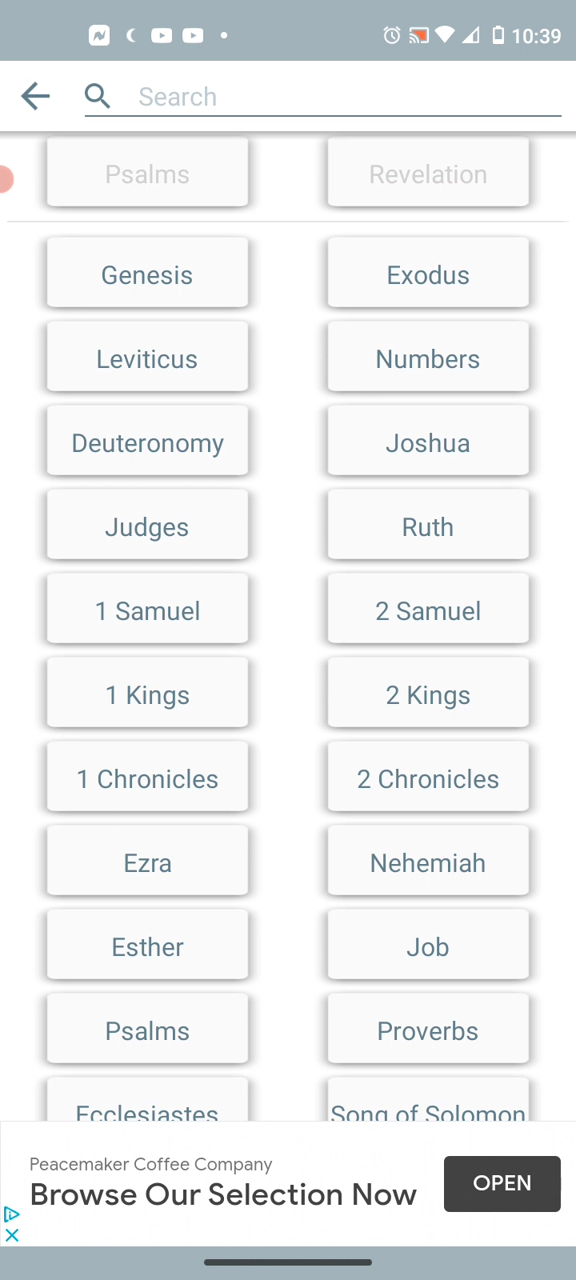 10:39
Search
Psalms Revelation
Genesis Exodus
Leviticus Numbers
Deuteronomy Joshua
Judges Ruth
1 Samuel 2 Samuel
1 Kings 2 Kings
1 Chronicles 2 Chronicles
Ezra Nehemiah
Esther Job
Psalms Proverbs
Ecclesiastes Song of Solomon
Peacemaker Coffee Company
Browse Our Selection Now OPEN